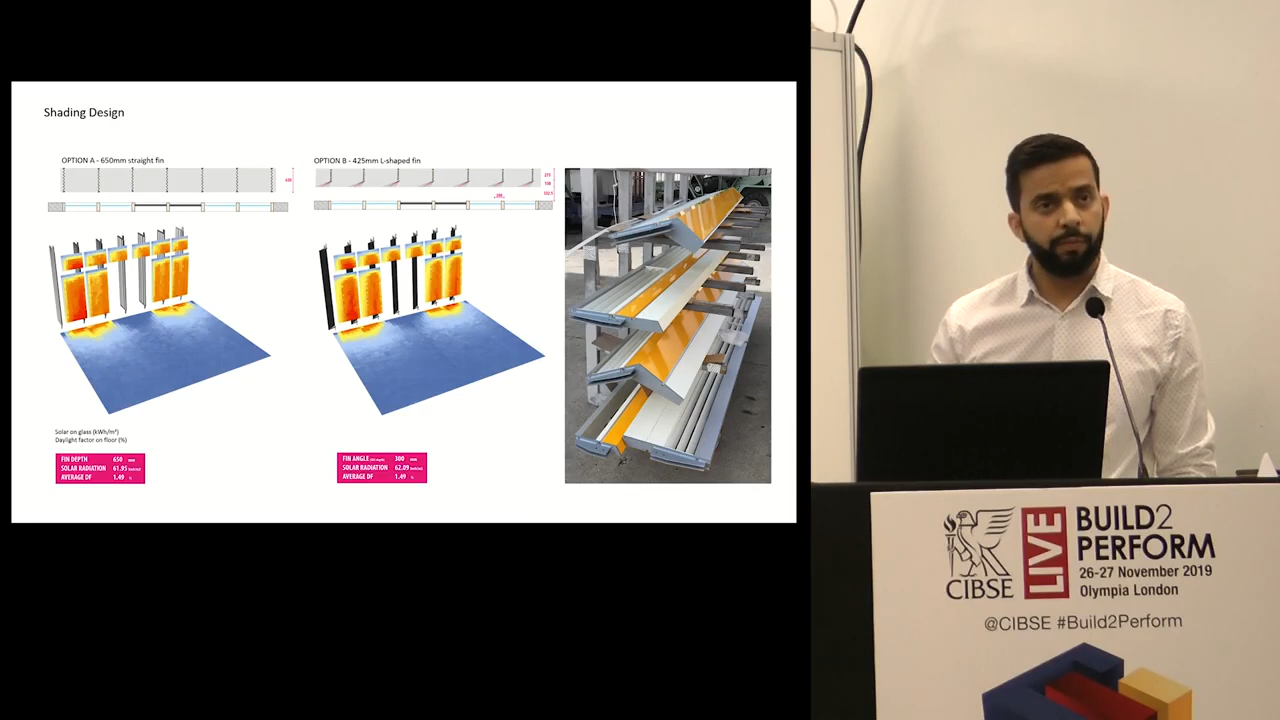 Shading Design
OPTION A - 650mm straight fin
OPTION B - 425mm L-shaped fin
Solar on glass (kWh/m²)
Daylight factor on floor (%)
FIN DEPTH 650 mm
SOLAR RADIATION 61.95
AVERAGE DF 1.49 %
FIN ANGLE 300 mm
SOLAR RADIATION 62.09
AVERAGE DF 1.49 %
CIBSE
LIVE
BUILD2
PERFORM
26-27 November 2019
Olympia London
@CIBSE #Build2Perform